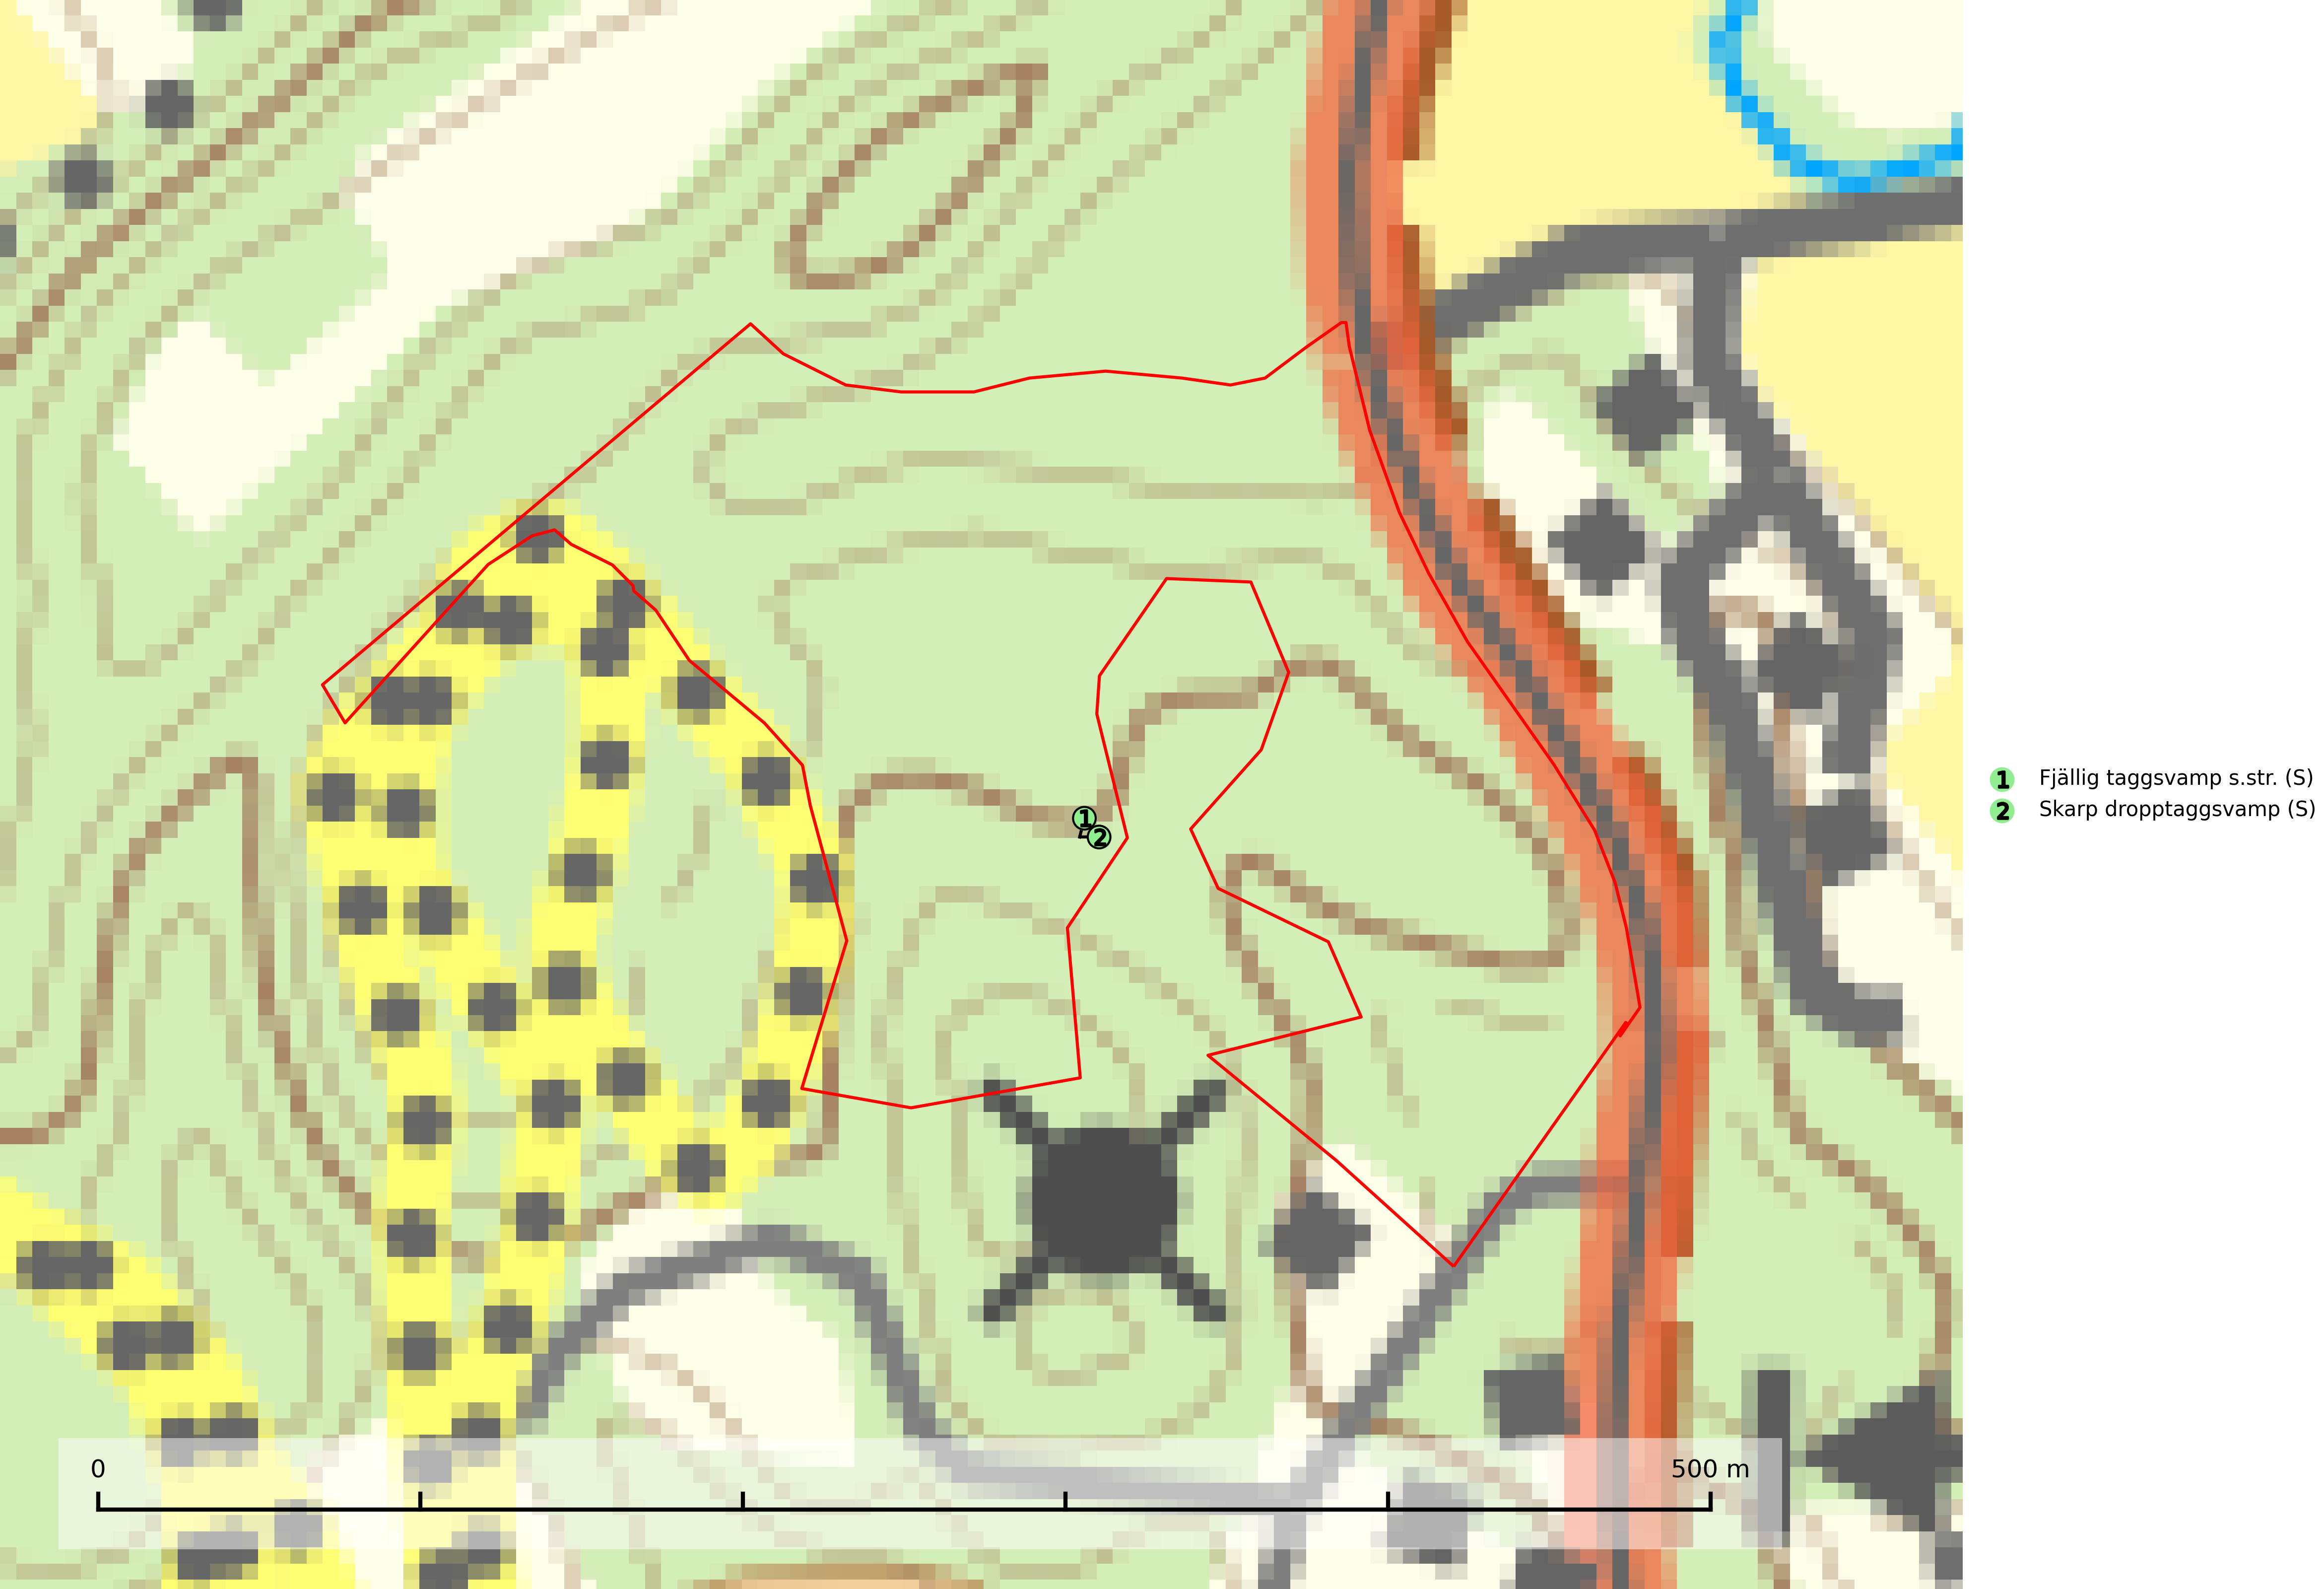 1
2
1 Fjällig taggsvamp s.str. (S)
2 Skarp dropptaggsvamp (S)
0 500 m